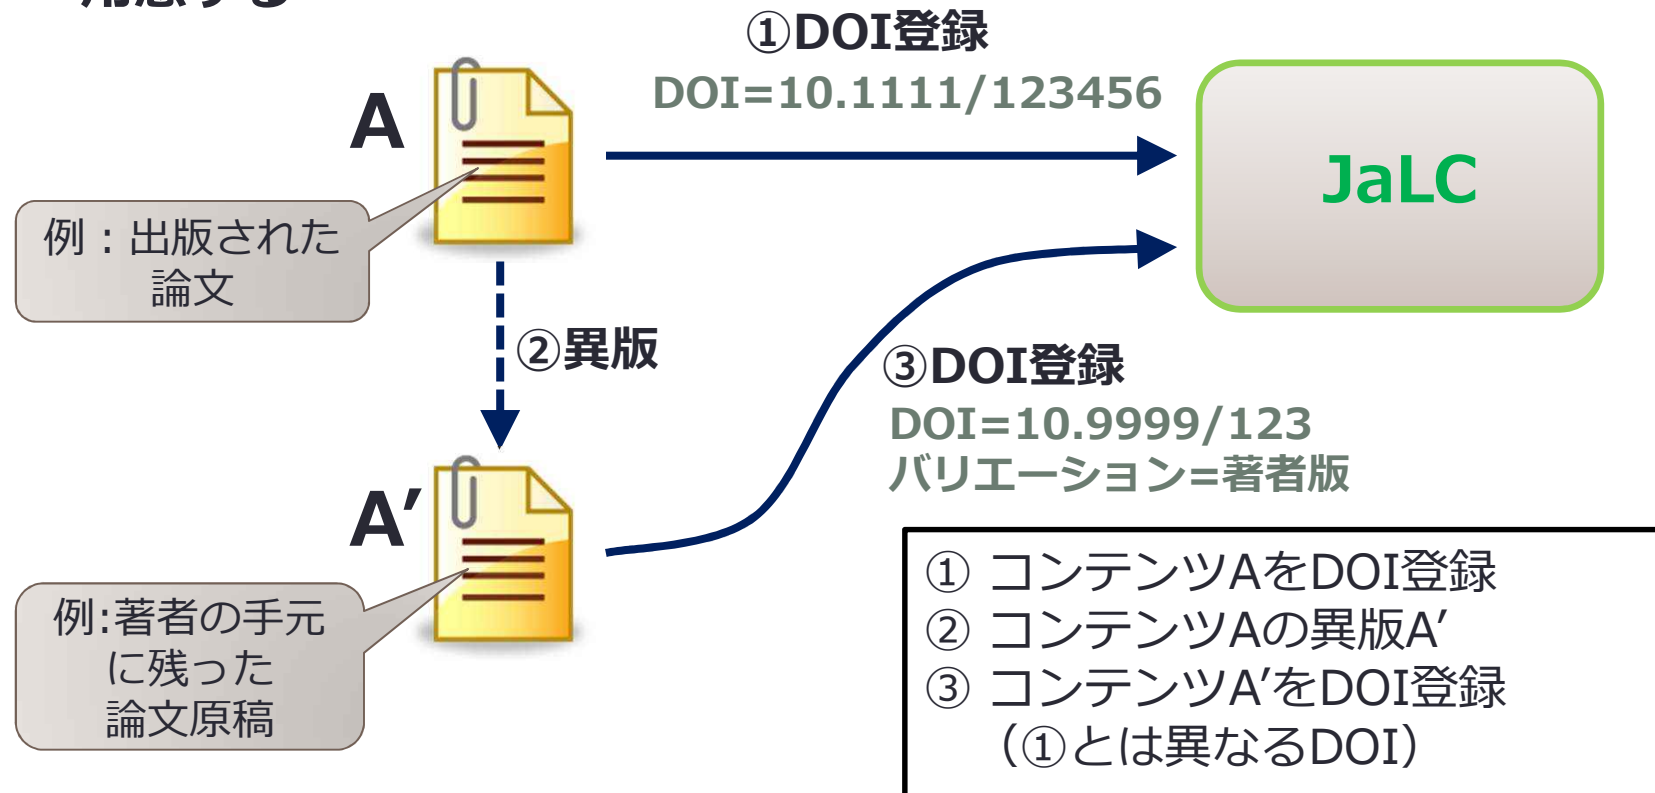 用意する
①DOI登録
DOI=10.1111/123456
A
JaLC
例：出版された
論文
②異版
③DOI登録
DOI=10.9999/123
バリエーション=著者版
A′
例:著者の手元
に残った
論文原稿
① コンテンツAをDOI登録
② コンテンツAの異版A′
③ コンテンツA′をDOI登録
（①とは異なるDOI）